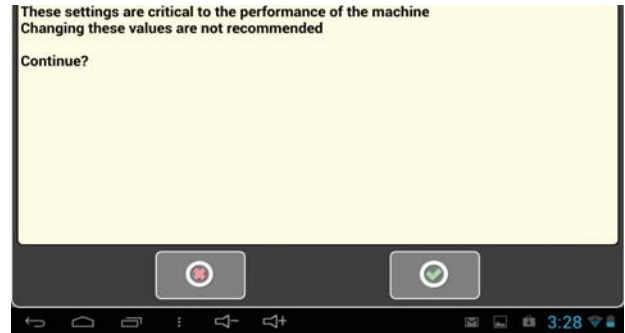 These settings are critical to the performance of the machine
Changing these values are not recommended
Continue?
3:28